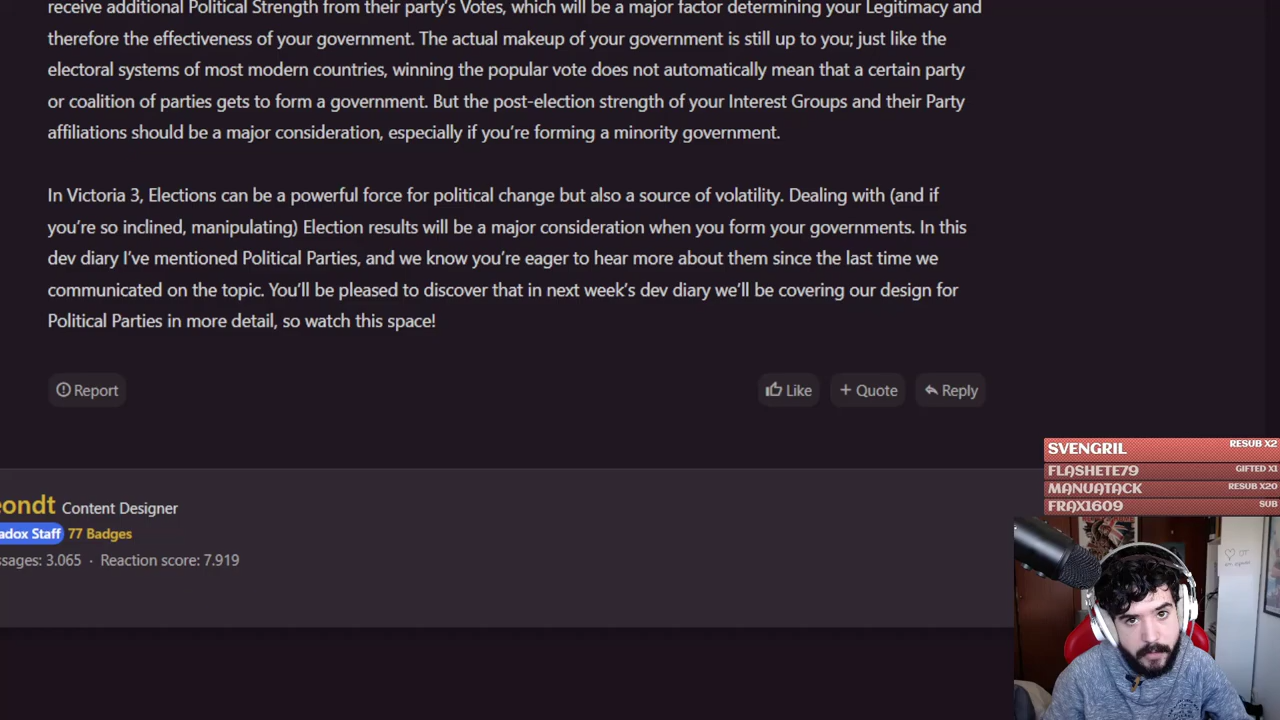 receive additional Political Strength from their party's Votes, which will be a major factor determining your Legitimacy and
therefore the effectiveness of your government. The actual makeup of your government is still up to you; just like the
electoral systems of most modern countries, winning the popular vote does not automatically mean that a certain party
or coalition of parties gets to form a government. But the post-election strength of your Interest Groups and their Party
affiliations should be a major consideration, especially if you're forming a minority government.
In Victoria 3, Elections can be a powerful force for political change but also a source of volatility. Dealing with (and if
you're so inclined, manipulating) Election results will be a major consideration when you form your governments. In this
dev diary I've mentioned Political Parties, and we know you're eager to hear more about them since the last time we
communicated on the topic. You'll be pleased to discover that in next week's dev diary we'll be covering our design for
Political Parties in more detail, so watch this space!
Report
Like
+ Quote
Reply
SVENGRIL RESUB X2
FLASHETE79 GIFTED X1
MANUATACK RESUB X20
FRAX1609 SUB
eondt Content Designer
adox Staff 77 Badges
ssages: 3.065 · Reaction score: 7.919